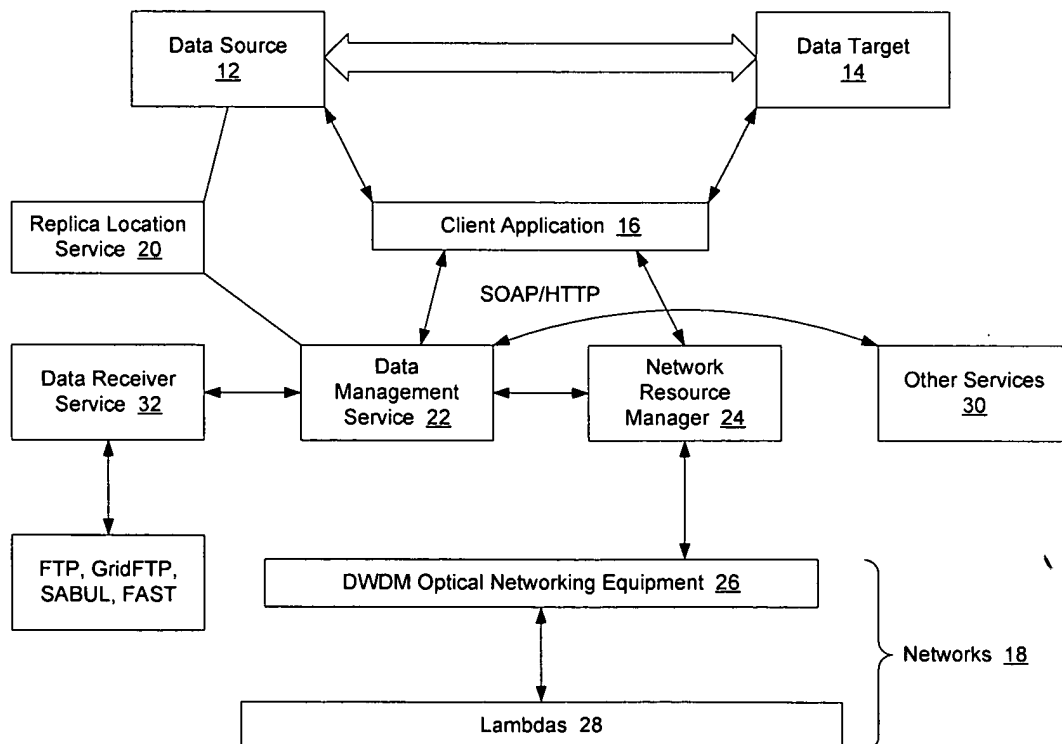 Data Source
12
Data Target
14
Replica Location
Service 20
Client Application 16
SOAP/HTTP
Data Receiver
Service 32
Data
Management
Service 22
Network
Resource
Manager 24
Other Services
30
FTP, GridFTP,
SABUL, FAST
DWDM Optical Networking Equipment 26
Networks 18
Lambdas 28